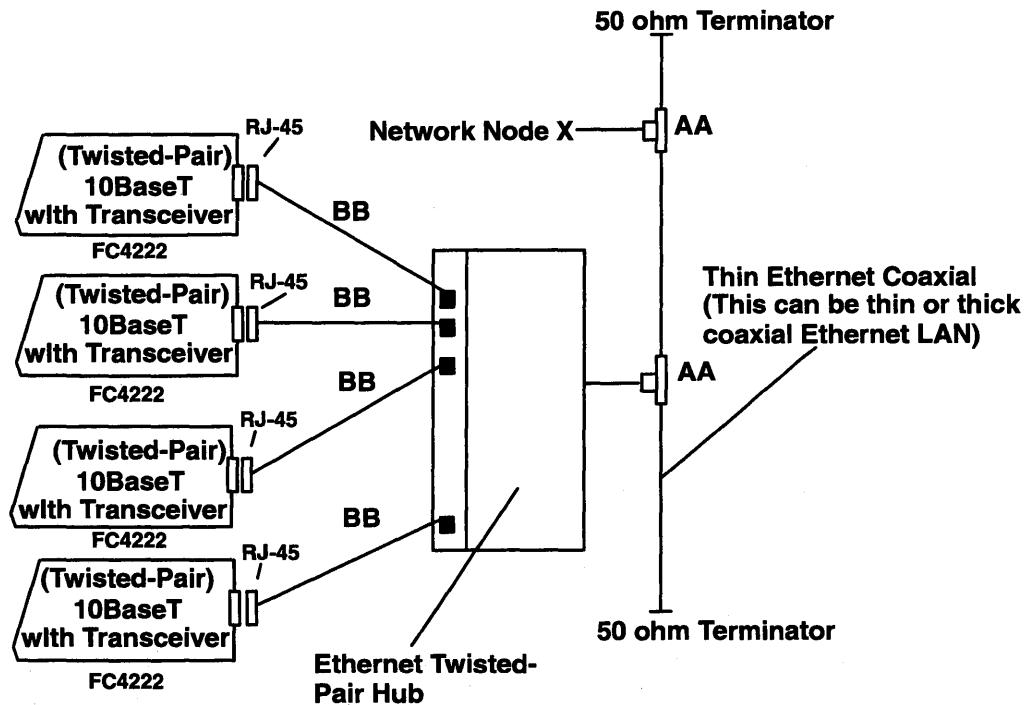 50 ohm Terminator
Network Node X
AA
RJ-45
(Twisted-Pair)
10BaseT
with Transceiver
FC4222
BB
RJ-45
(Twisted-Pair)
10BaseT
with Transceiver
FC4222
BB
Thin Ethernet Coaxial
(This can be thin or thick
coaxial Ethernet LAN)
AA
RJ-45
(Twisted-Pair)
10BaseT
with Transceiver
FC4222
BB
RJ-45
(Twisted-Pair)
10BaseT
with Transceiver
FC4222
BB
Ethernet Twisted-
Pair Hub
50 ohm Terminator